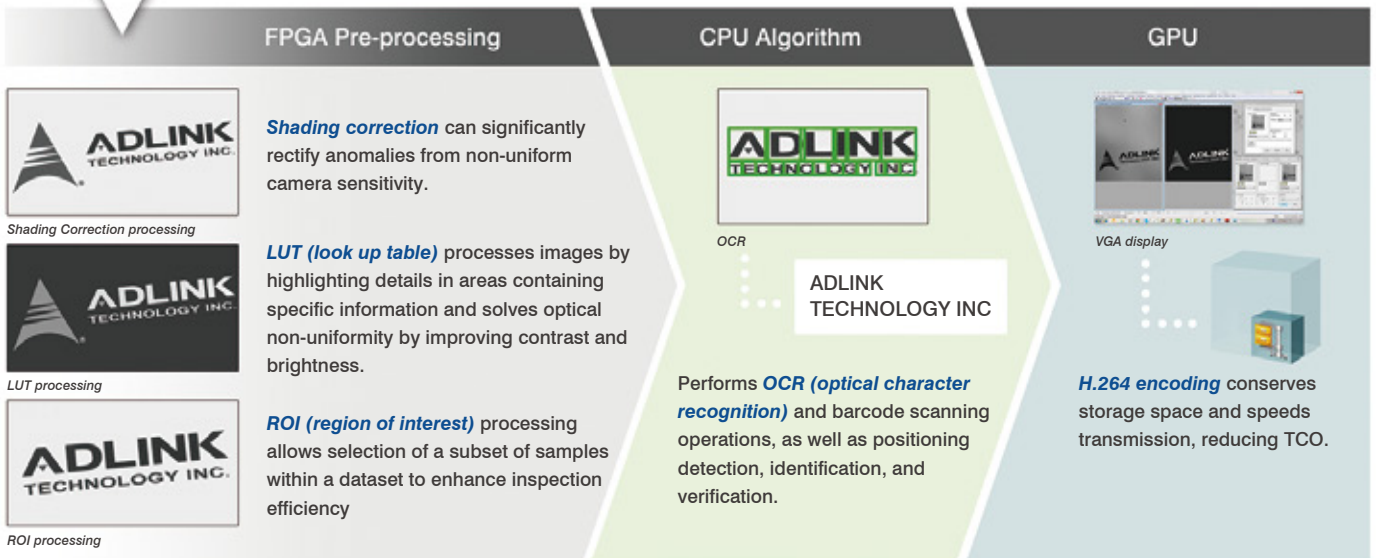 FPGA Pre-processing
CPU Algorithm
GPU
ADLINK
TECHNOLOGY INC.
Shading Correction processing
Shading correction can significantly
rectify anomalies from non-uniform
camera sensitivity.
ADLINK
TECHNOLOGY INC.
LUT processing
LUT (look up table) processes images by
highlighting details in areas containing
specific information and solves optical
non-uniformity by improving contrast and
brightness.
ADLINK
TECHNOLOGY INC.
ROI processing
ROI (region of interest) processing
allows selection of a subset of samples
within a dataset to enhance inspection
efficiency
ADLINK
TECHNOLOGY INC
OCR
ADLINK
TECHNOLOGY INC
Performs OCR (optical character
recognition) and barcode scanning
operations, as well as positioning
detection, identification, and
verification.
ADLINK
ADLINK
VGA display
H.264 encoding conserves
storage space and speeds
transmission, reducing TCO.